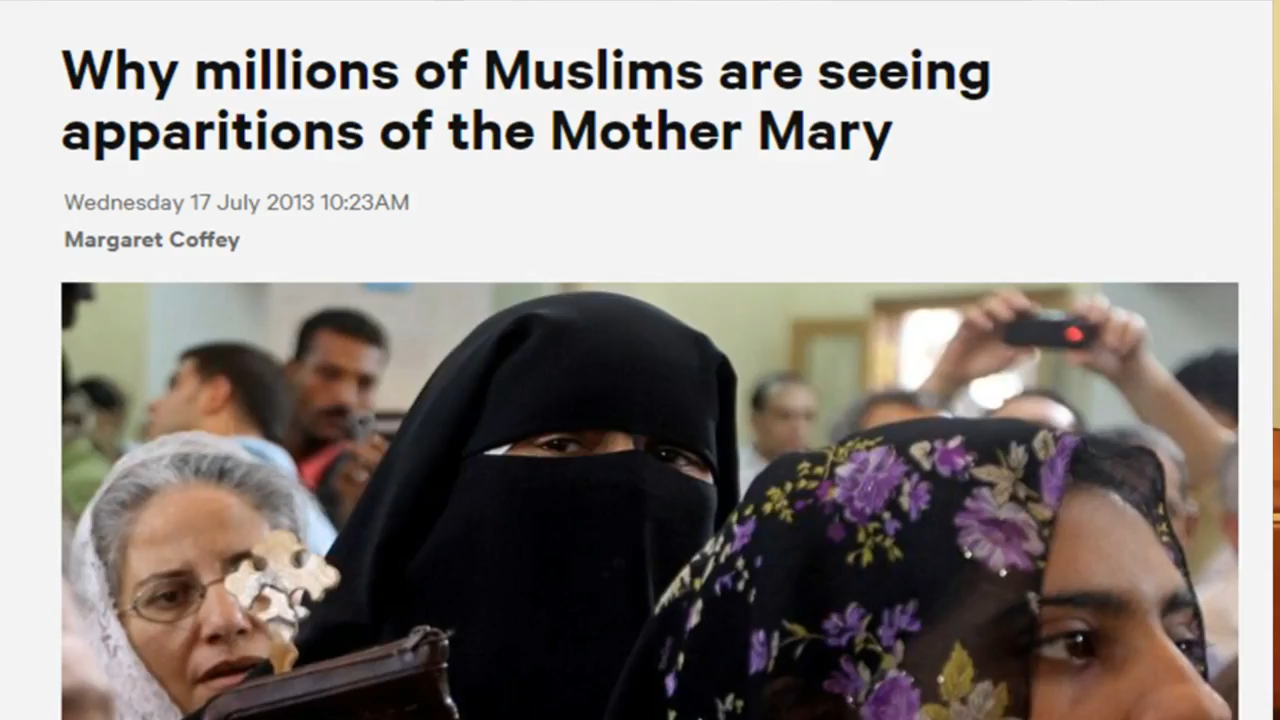 Why millions of Muslims are seeing
apparitions of the Mother Mary
Wednesday 17 July 2013 10:23AM
Margaret Coffey